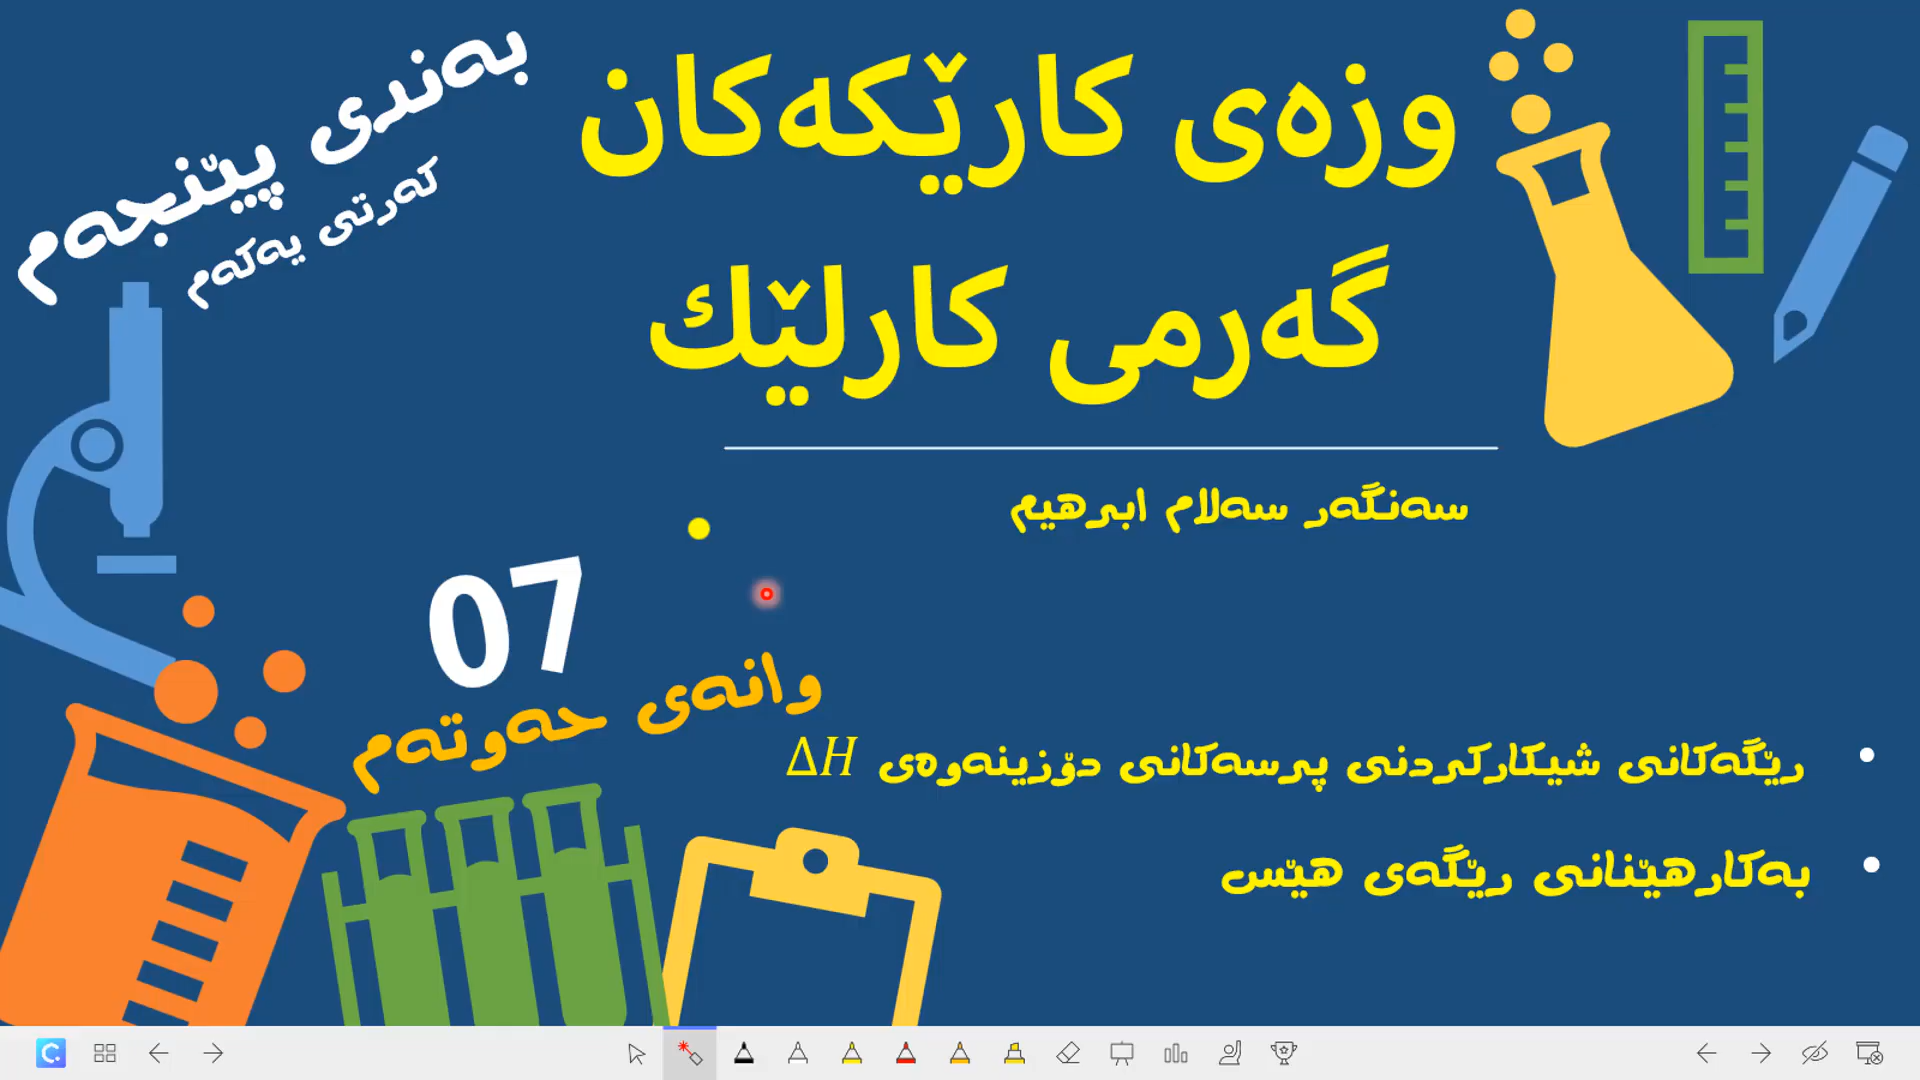 بەندی پێنجەم
کەرتی یەکەم
وزەی کارێکەکان
گەرمی کارلێك
سەنگەر سەلام ابرهیم
07
وانەی حەوتەم
• ڕێگەکانی شیکارکردنی پرسەکانی دۆزینەوەی ΔH
• بەکارهێنانی ڕێگەی هێس